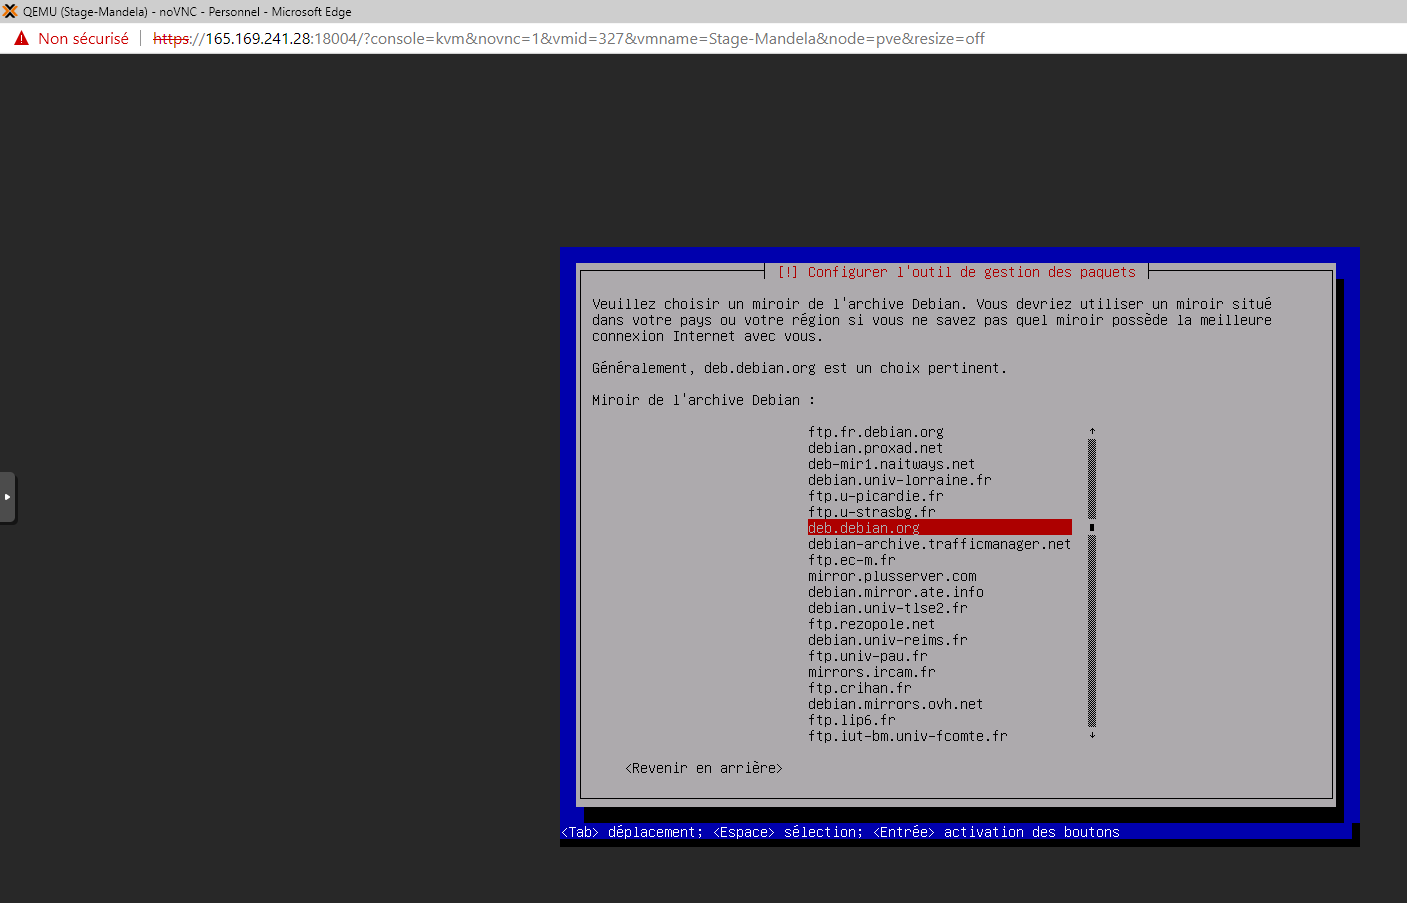 QEMU (Stage-Mandela) - noVNC - Personnel - Microsoft Edge
Non sécurisé | https://165.169.241.28:18004/?console=kvm&novnc=1&vmid=327&vmname=Stage-Mandela&node=pve&resize=off
[!] Configurer l'outil de gestion des paquets
Veuillez choisir un miroir de l'archive Debian. Vous devriez utiliser un miroir situé
dans votre pays ou votre région si vous ne savez pas quel miroir possède la meilleure
connexion Internet avec vous.
Généralement, deb.debian.org est un choix pertinent.
Miroir de l'archive Debian :
ftp.fr.debian.org
debian.proxad.net
deb-mir1.naitways.net
debian.univ-lorraine.fr
ftp.u-picardie.fr
ftp.u-strasbg.fr
deb.debian.org
debian-archive.trafficmanager.net
ftp.ec-m.fr
mirror.plusserver.com
debian.mirror.ate.info
debian.univ-tlse2.fr
ftp.rezopole.net
debian.univ-reims.fr
ftp.univ-pau.fr
mirrors.ircam.fr
ftp.crihan.fr
debian.mirrors.ovh.net
ftp.lip6.fr
ftp.iut-bm.univ-fcomte.fr
<Revenir en arrière>
<Tab> déplacement; <Espace> sélection; <Entrée> activation des boutons